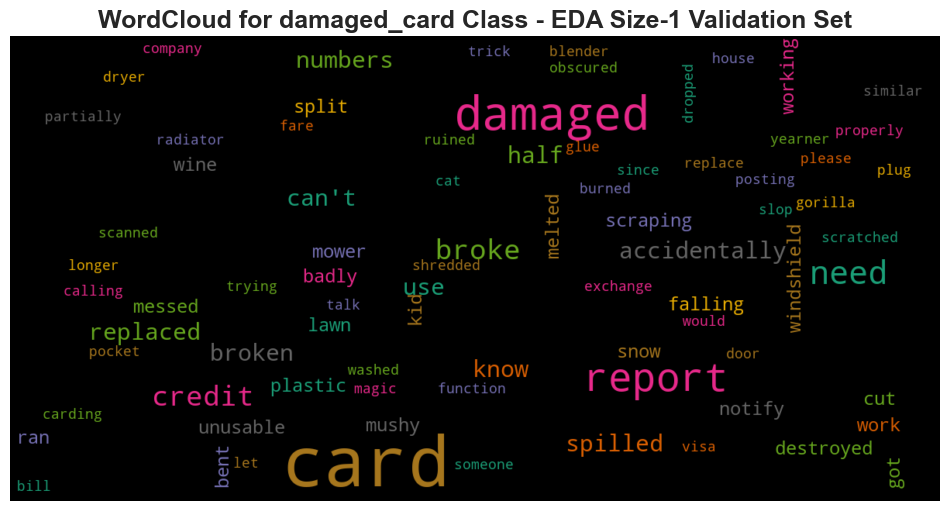 WordCloud for damaged_card Class - EDA Size-1 Validation Set
company
trick
blender
house
working
numbers
obscured
dryer
dropped
similar
split
damaged
partially
fare
radiator
ruined
half
glue
yearner
properly
wine
since
replace
please
plug
cat
burned
posting
can't
melted
scraping
slop
gorilla
scanned
mower
broke
accidentally
windshield
scratched
longer
badly
shredded
need
calling
trying
use
exchange
messed
talk
kid
falling
replaced
lawn
would
pocket
broken
know
snow
door
washed
credit
plastic
magic
function
report
carding
unusable
mushy
notify
cut
ran
spilled
visa
work
bent
let
card
someone
destroyed
got
bill